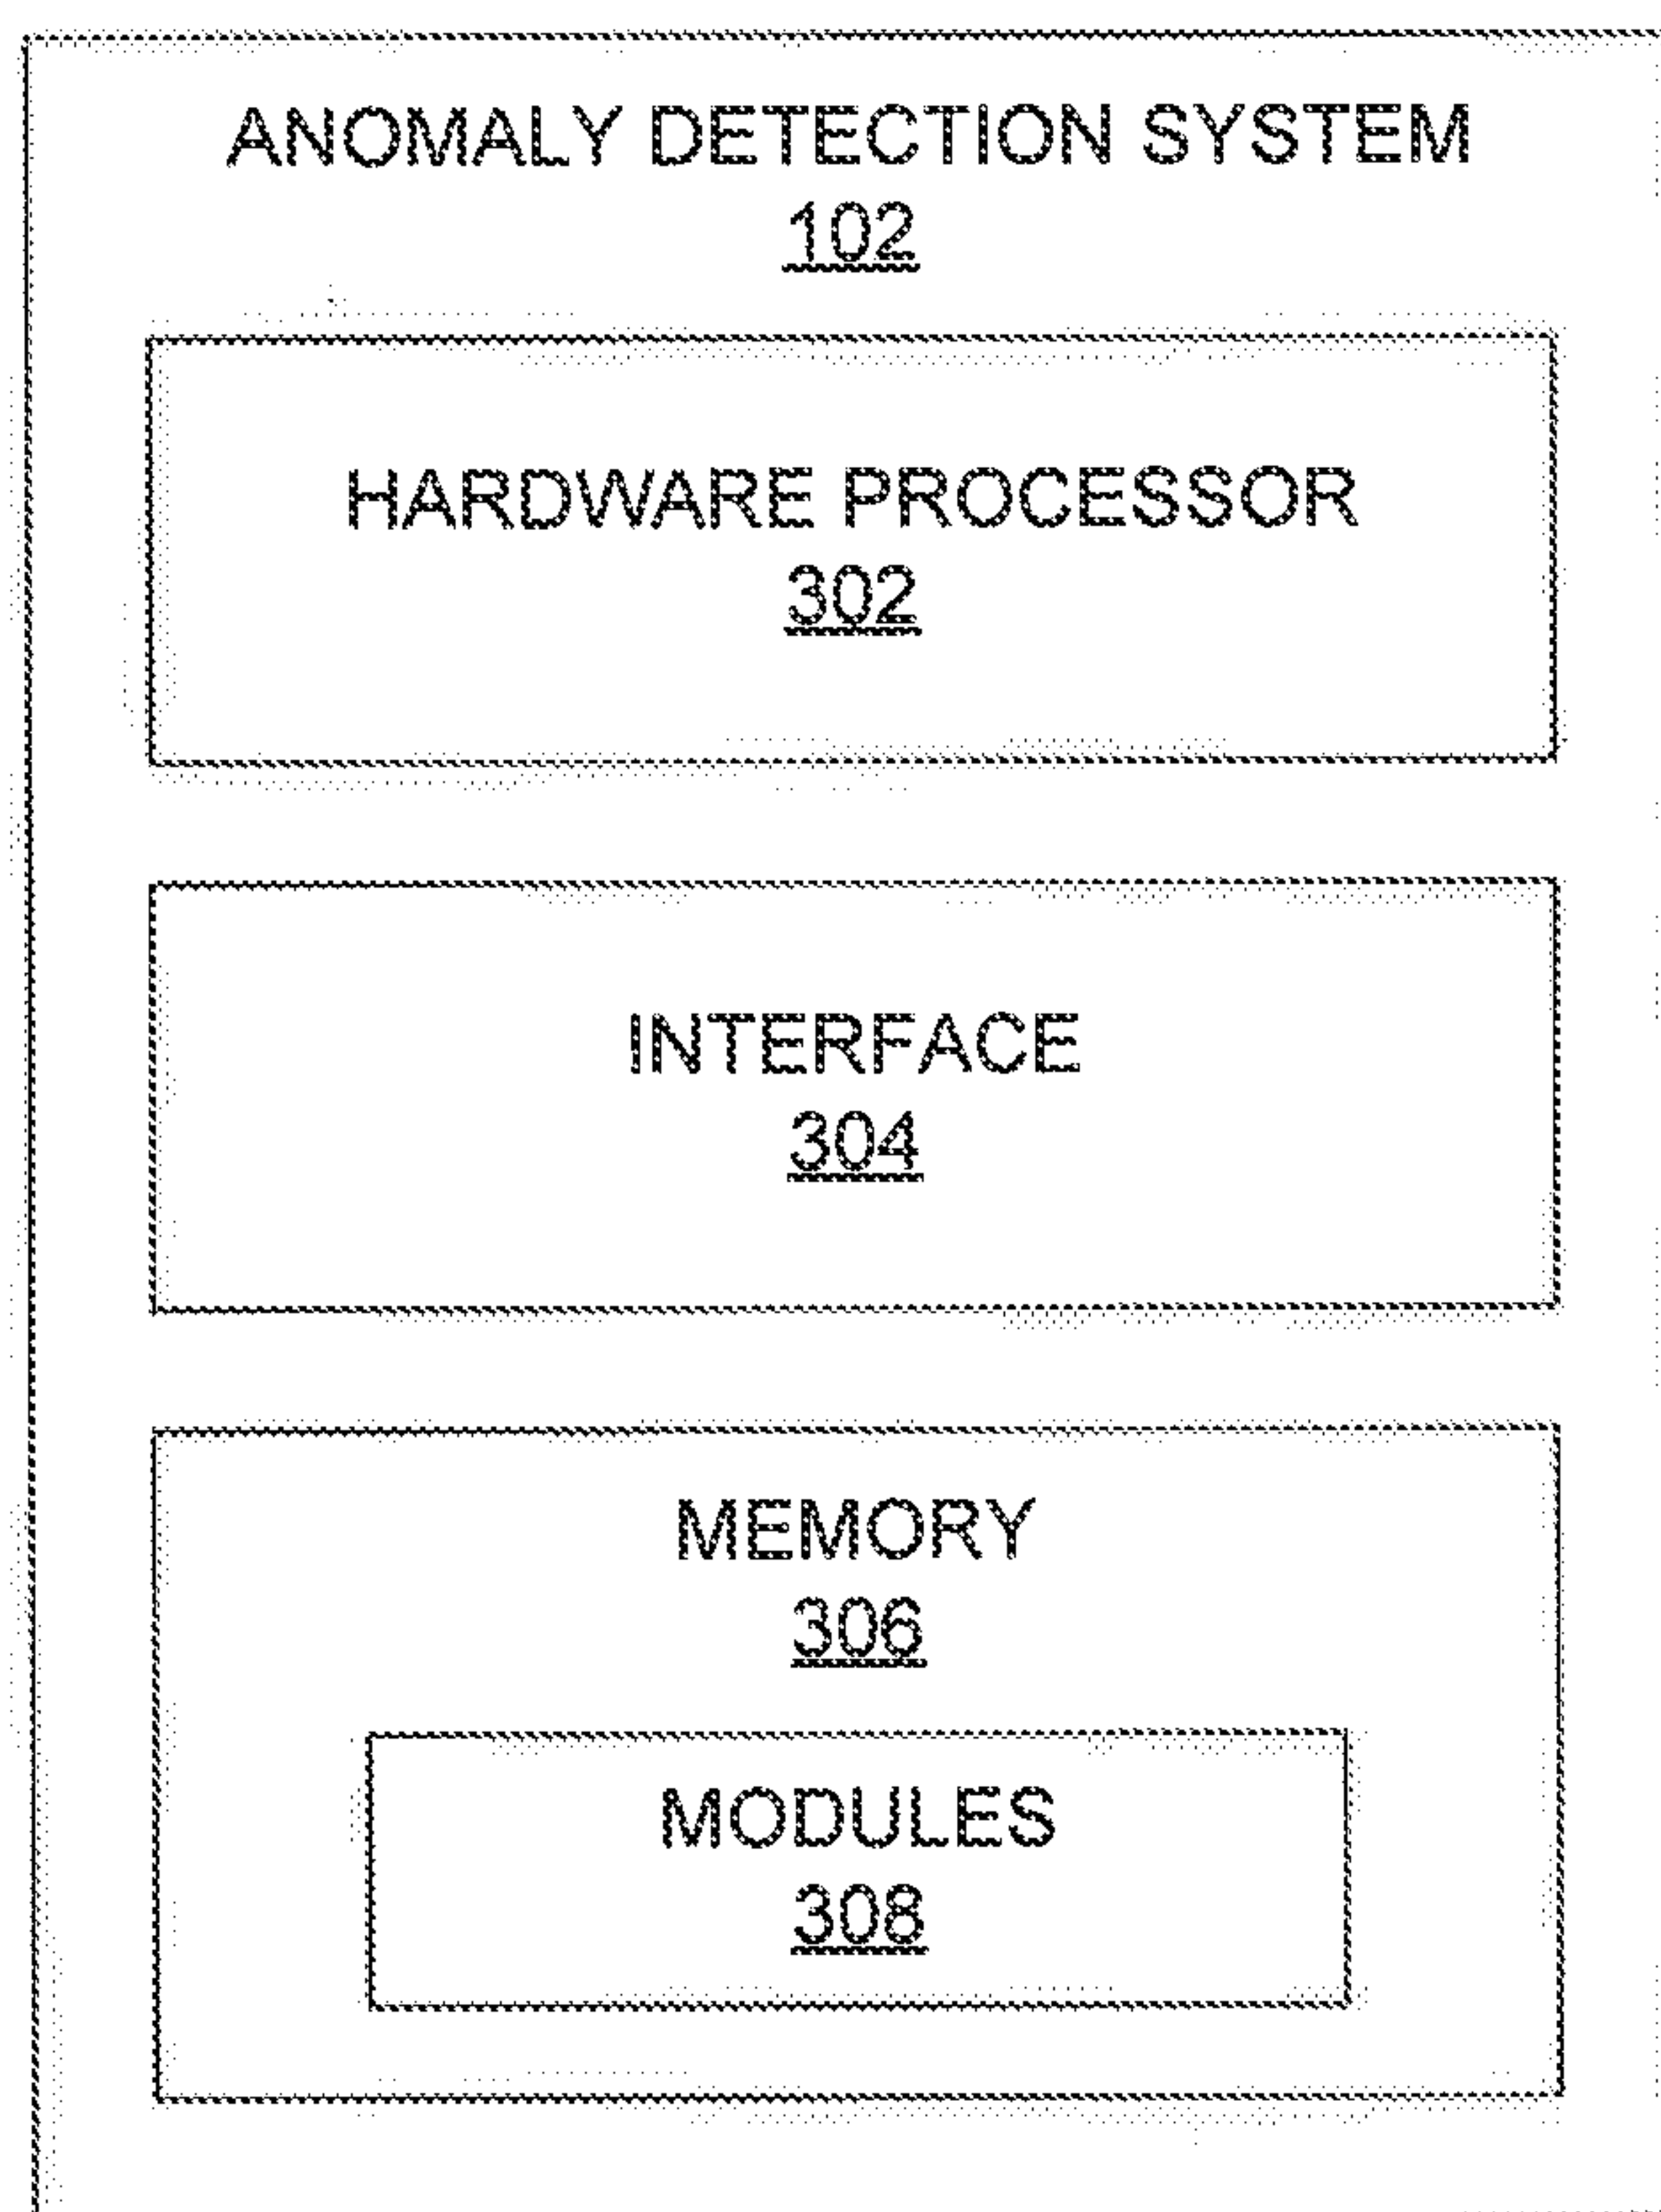 ANOMALY DETECTION SYSTEM
102
HARDWARE PROCESSOR
302
INTERFACE
304
MEMORY
306
MODULES
308